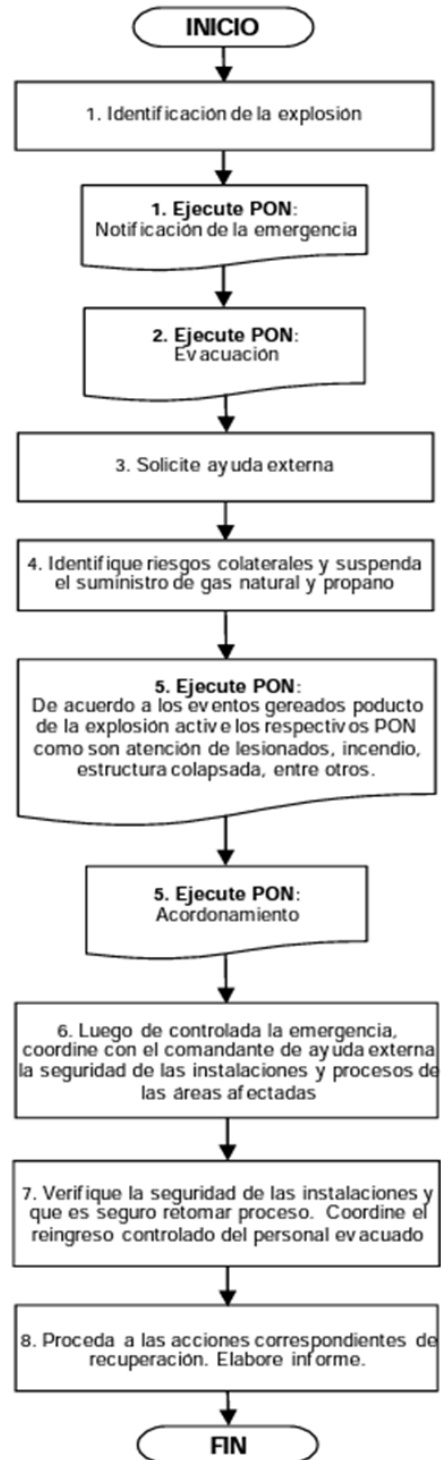 INICIO
1. Identificación de la explosión
1. Ejecute PON:
Notificación de la emergencia
2. Ejecute PON:
Evacuación
3. Solicite ayuda externa
4. Identifique riesgos colaterales y suspenda
el suministro de gas natural y propano
5. Ejecute PON:
De acuerdo a los eventos gereados poducto
de la explosión active los respectivos PON
como son atención de lesionados, incendio,
estructura colapsada, entre otros.
5. Ejecute PON:
Acordonamiento
6. Luego de controlada la emergencia,
coordine con el comandante de ayuda externa
la seguridad de las instalaciones y procesos de
las áreas afectadas
7. Verifique la seguridad de las instalaciones y
que es seguro retomar proceso. Coordine el
reingreso controlado del personal evacuado
8. Proceda a las acciones correspondientes de
recuperación. Elabore informe.
FIN